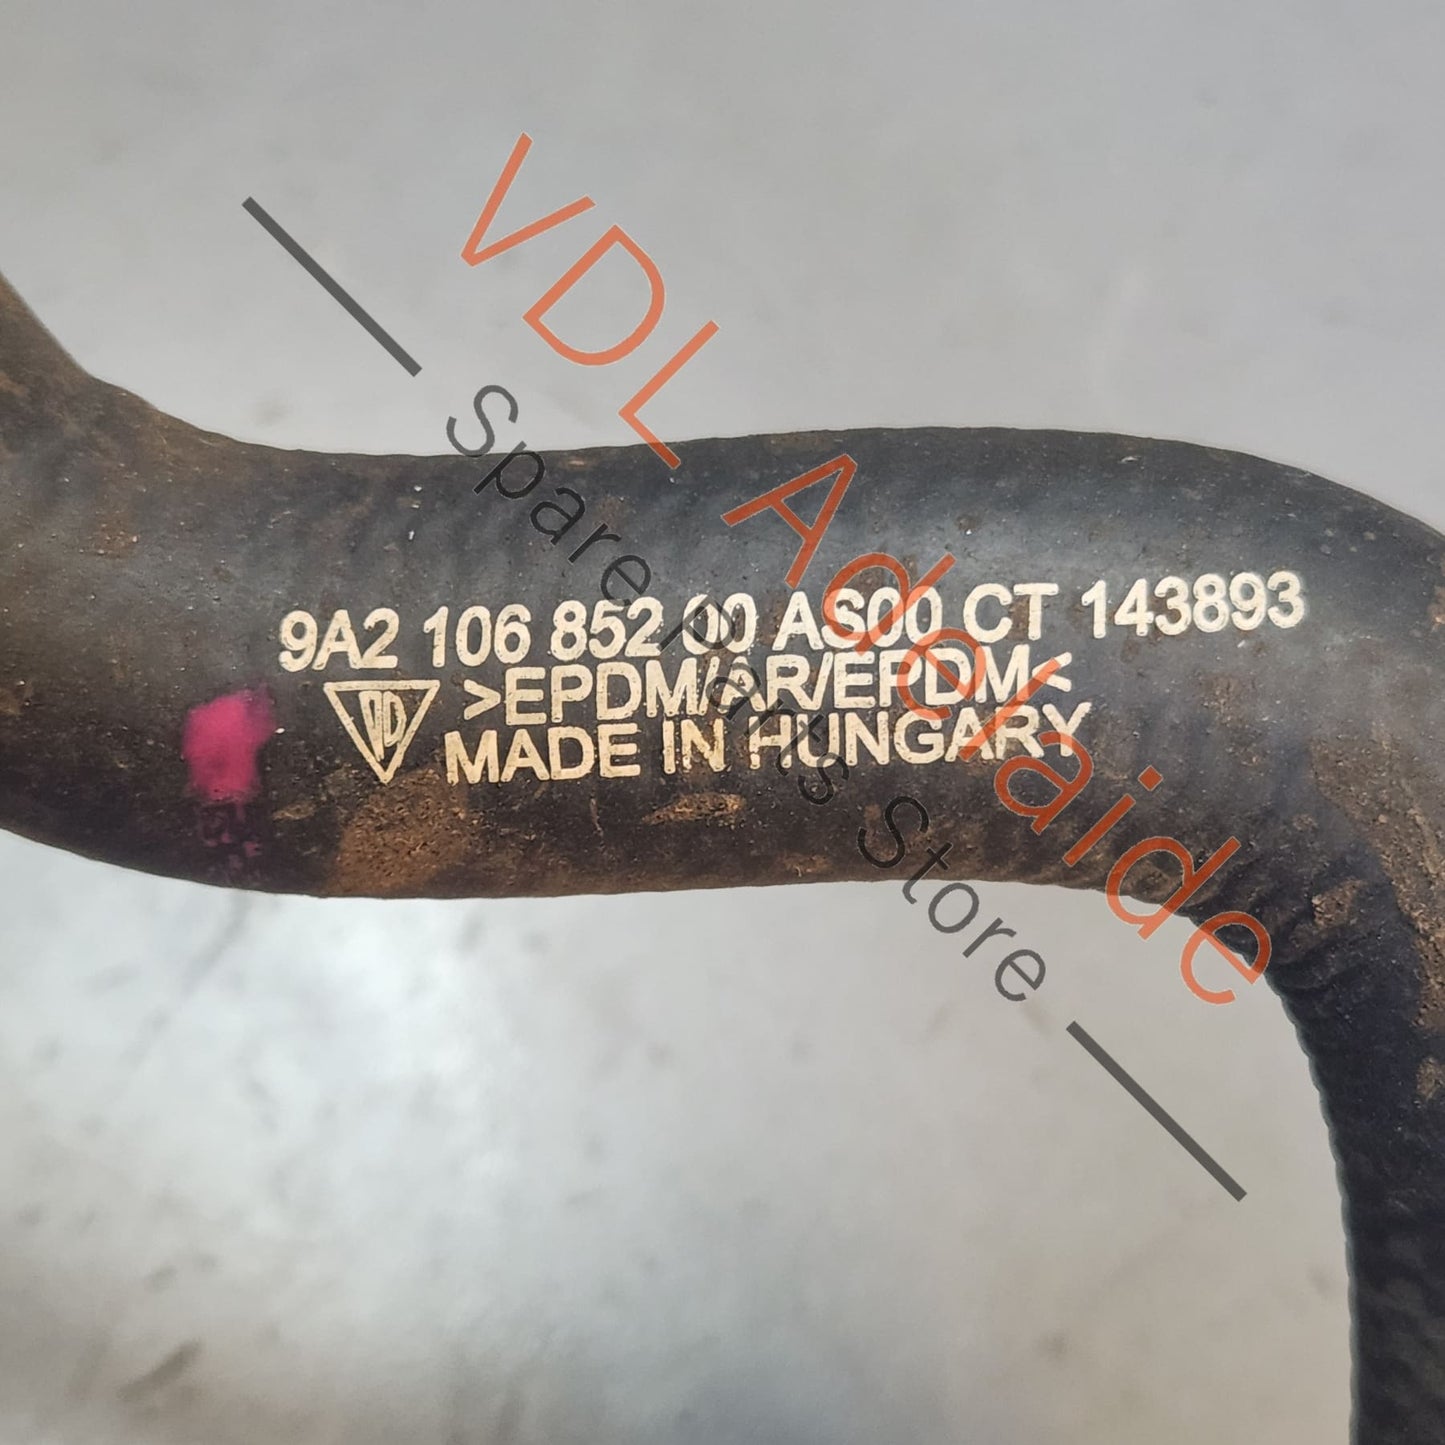 VDL Adelaide
Spare Parts Store
9A2 106 852 00 AS00 CT 143893
>EPDM/AR/EPDM<
MADE IN HUNGARY